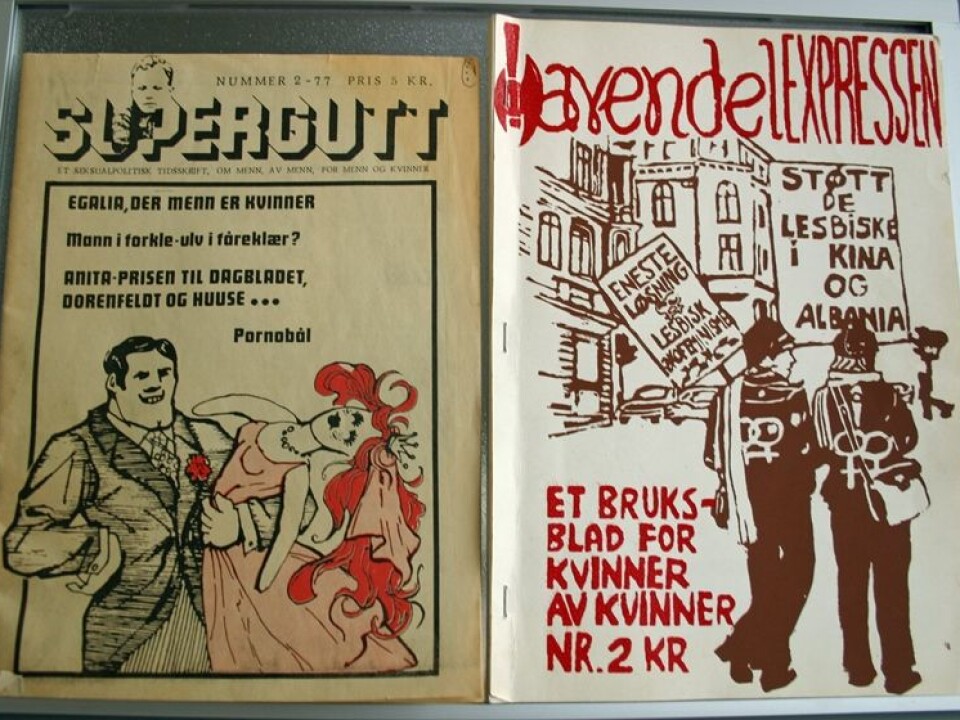 NUMMER 2-77 PRIS 5 KR.
SUPERGUTT
ET SEKSUALPOLITISK TIDSSKRIFT, OM MENN, AV MENN, FOR MENN OG KVINNER
EGALIA, DER MENN ER KVINNER
Mann i forkle-ulv i fåreklær?
ANITA-PRISEN TIL DAGBLADET,
DORENFELDT OG HUUSE ...
Pornobål
lavendelEXPRESSEN
STØTT
DE
LESBISKE
i KINA
OG
ALBANIA
ENESTE
LØSNING
LESBISK
ET BRUKS-
BLAD FOR
KVINNER
AV KVINNER
NR. 2 KR